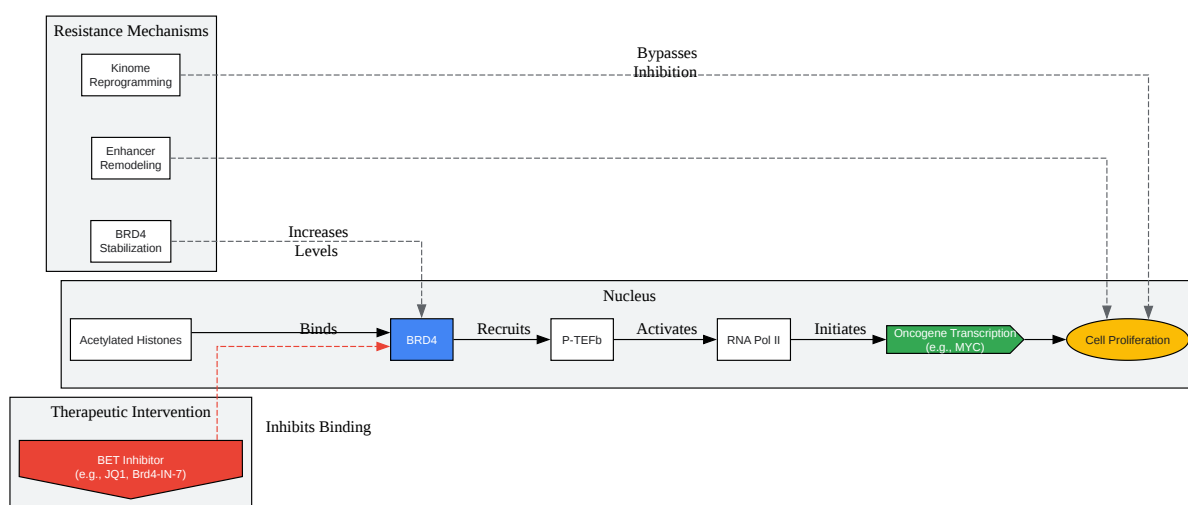 Resistance Mechanisms
Kinome
Reprogramming
Bypasses
Inhibition
Enhancer
Remodeling
BRD4
Stabilization
Increases
Levels
Nucleus
Acetylated Histones
Binds
BRD4
Recruits
P-TEFb
Activates
RNA Pol II
Initiates
Oncogene Transcription
(e.g., MYC)
Cell Proliferation
Therapeutic Intervention
Inhibits Binding
BET Inhibitor
(e.g., JQ1, Brd4-IN-7)